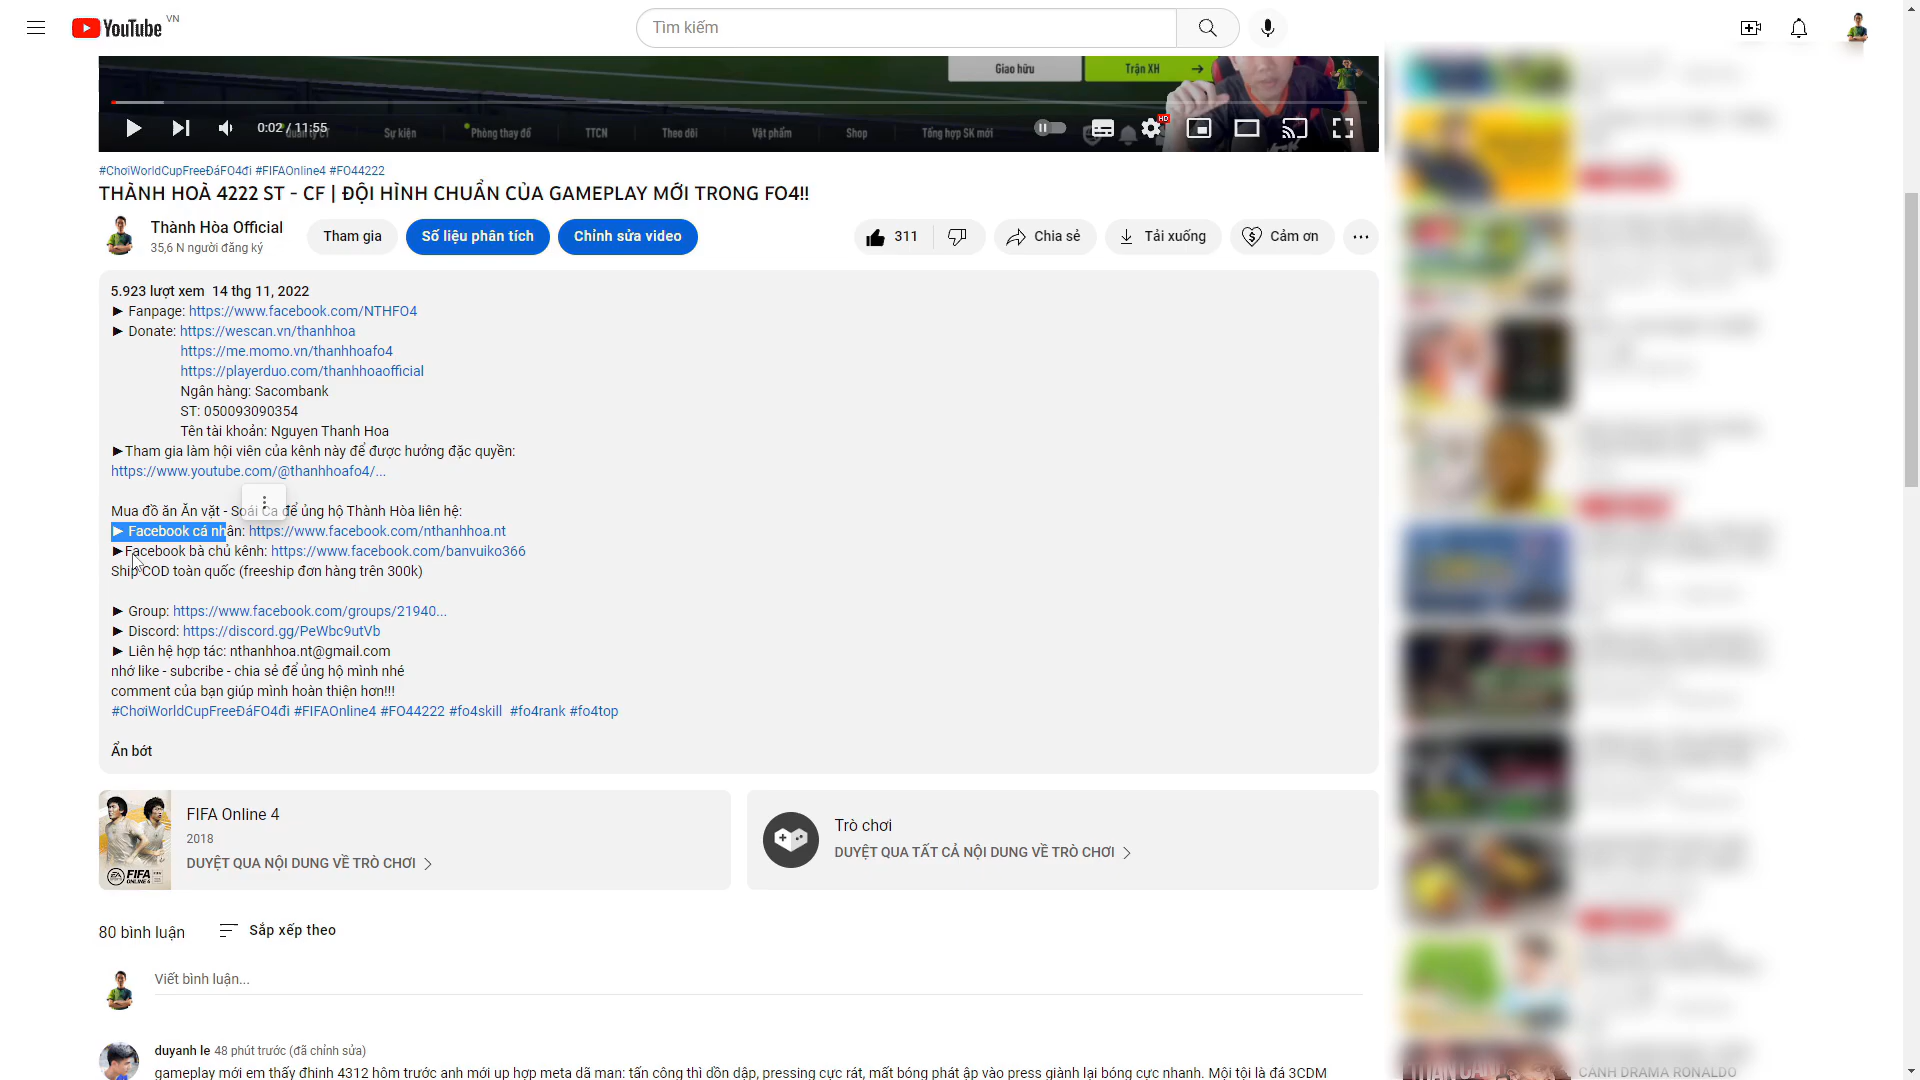 YouTube VN
Tìm kiếm
Giao hữu
Trận XH
0:02 / 11:55
Quản lý CT
Sự kiện
Phòng thay đồ
TTCN
Theo dõi
Vật phẩm
Shop
Tổng hợp SK mới
HD
#ChơiWorldCupFreeĐáFO4đi #FIFAOnline4 #FO44222
THÀNH HOÀ 4222 ST - CF | ĐỘI HÌNH CHUẨN CỦA GAMEPLAY MỚI TRONG FO4!!
Thành Hòa Official
35,6 N người đăng ký
Tham gia
Số liệu phân tích
Chỉnh sửa video
311
Chia sẻ
Tải xuống
Cảm ơn
5.923 lượt xem 14 thg 11, 2022
► Fanpage: https://www.facebook.com/NTHFO4
► Donate: https://wescan.vn/thanhhoa
https://me.momo.vn/thanhhoafo4
https://playerduo.com/thanhhoaofficial
Ngân hàng: Sacombank
ST: 050093090354
Tên tài khoản: Nguyen Thanh Hoa
►Tham gia làm hội viên của kênh này để được hưởng đặc quyền:
https://www.youtube.com/@thanhhoafo4/...
Mua đồ ăn Ăn vặt - Soái Ca để ủng hộ Thành Hòa liên hệ:
► Facebook cá nhân: https://www.facebook.com/nthanhhoa.nt
►Facebook bà chủ kênh: https://www.facebook.com/banvuiko366
Ship COD toàn quốc (freeship đơn hàng trên 300k)
► Group: https://www.facebook.com/groups/21940...
► Discord: https://discord.gg/PeWbc9utVb
► Liên hệ hợp tác: nthanhhoa.nt@gmail.com
nhớ like - subcribe - chia sẻ để ủng hộ mình nhé
comment của bạn giúp mình hoàn thiện hơn!!!
#ChơiWorldCupFreeĐáFO4đi #FIFAOnline4 #FO44222 #fo4skill #fo4rank #fo4top
Ẩn bớt
FIFA Online 4
2018
DUYỆT QUA NỘI DUNG VỀ TRÒ CHƠI
FIFA
ONLINE 4
Trò chơi
DUYỆT QUA TẤT CẢ NỘI DUNG VỀ TRÒ CHƠI
80 bình luận
Sắp xếp theo
Viết bình luận...
duyanh le 48 phút trước (đã chỉnh sửa)
gameplay mới em thấy đhinh 4312 hôm trước anh mới up hợp meta dã man: tấn công thì dồn dập, pressing cực rát, mất bóng phát ập vào press giành lại bóng cực nhanh. Mội tội là đá 3CDM
CẢNH DRAMA RONALDO